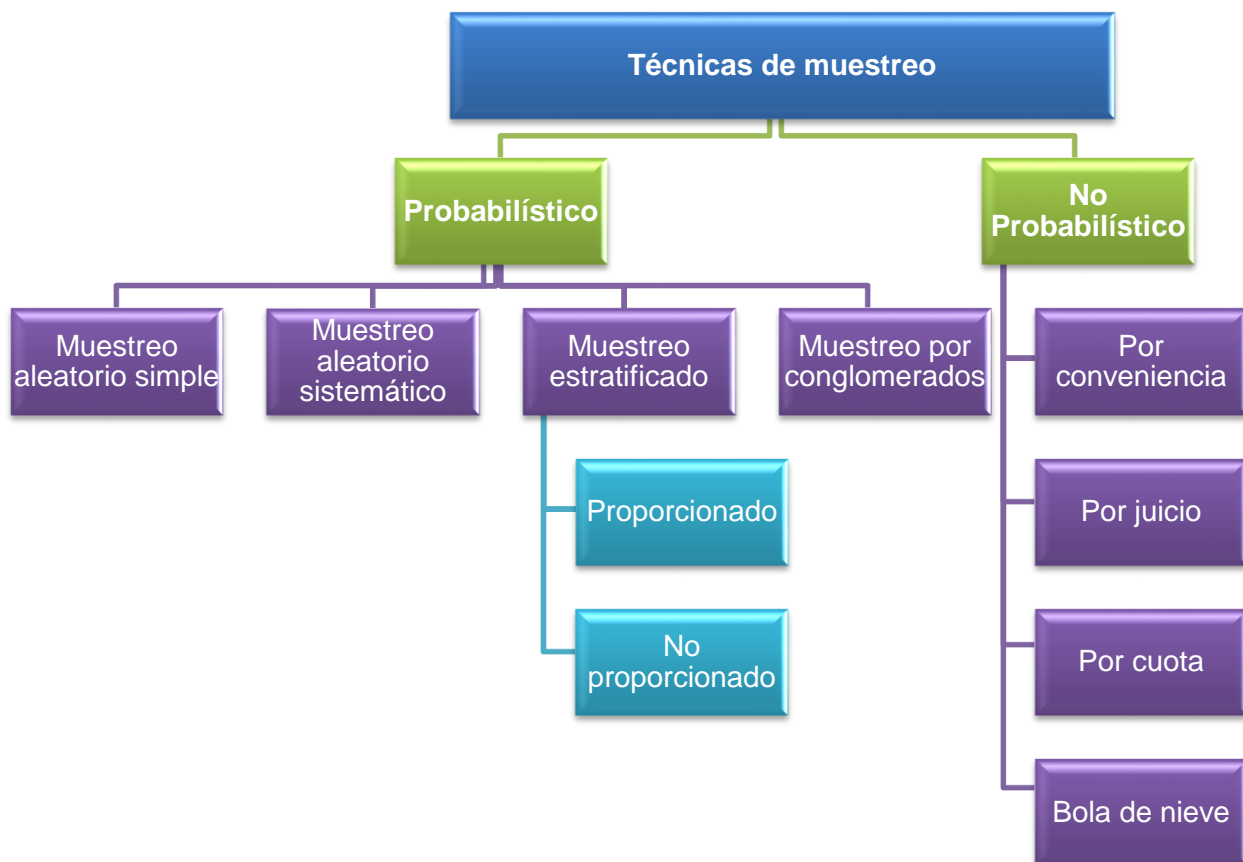 Técnicas de muestreo
Probabilístico
No
Probabilístico
Muestreo
aleatorio simple
Muestreo
aleatorio
sistemático
Muestreo
estratificado
Muestreo por
conglomerados
Por
conveniencia
Proporcionado
Por juicio
No
proporcionado
Por cuota
Bola de nieve